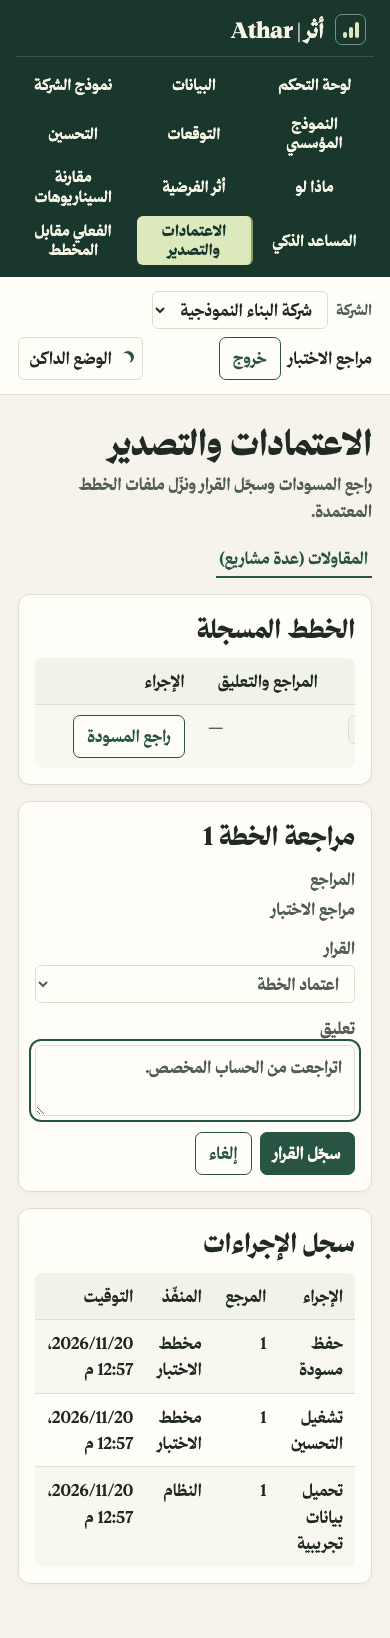 أثر | Athar
لوحة التحكم
البيانات
نموذج الشركة
النموذج
المؤسسي
التوقعات
التحسين
ماذا لو
أثر الفرضية
مقارنة
السيناريوهات
المساعد الذكي
الاعتمادات
والتصدير
الفعلي مقابل
المخطط
الشركة
شركة البناء النموذجية
مراجع الاختبار
خروج
الوضع الداكن
الاعتمادات والتصدير
راجع المسودات وسجّل القرار ونزّل ملفات الخطط
المعتمدة.
المقاولات (عدة مشاريع)
الخطط المسجلة
المراجع والتعليق
الإجراء
—
راجع المسودة
مراجعة الخطة 1
المراجع
مراجع الاختبار
القرار
اعتماد الخطة
تعليق
اتراجعت من الحساب المخصص.
سجّل القرار
إلغاء
سجل الإجراءات
الإجراء المرجع المنفّذ التوقيت
حفظ
مسودة
1
مخطط
الاختبار
2026/11/20،
12:57 م
تشغيل
التحسين
1
مخطط
الاختبار
2026/11/20،
12:57 م
تحميل
بيانات
تجريبية
1
النظام
2026/11/20،
12:57 م